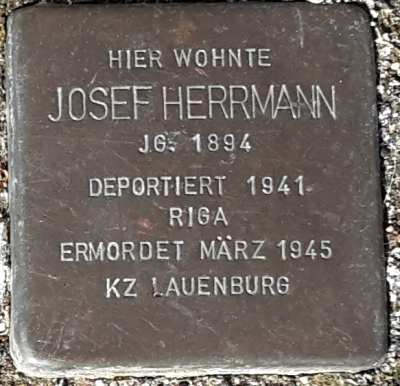 HIER WOHNTE
JOSEF HERRMANN
JG. 1894
DEPORTIERT 1941
RIGA
ERMORDET MÄRZ 1945
KZ LAUENBURG